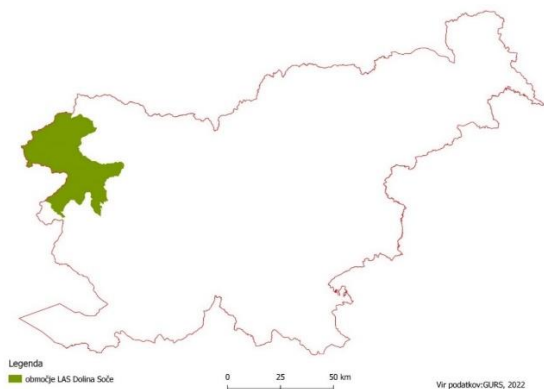 Legenda
območje LAS Dolina Soče
0 25 50 km
Vir podatkov:GURS, 2022